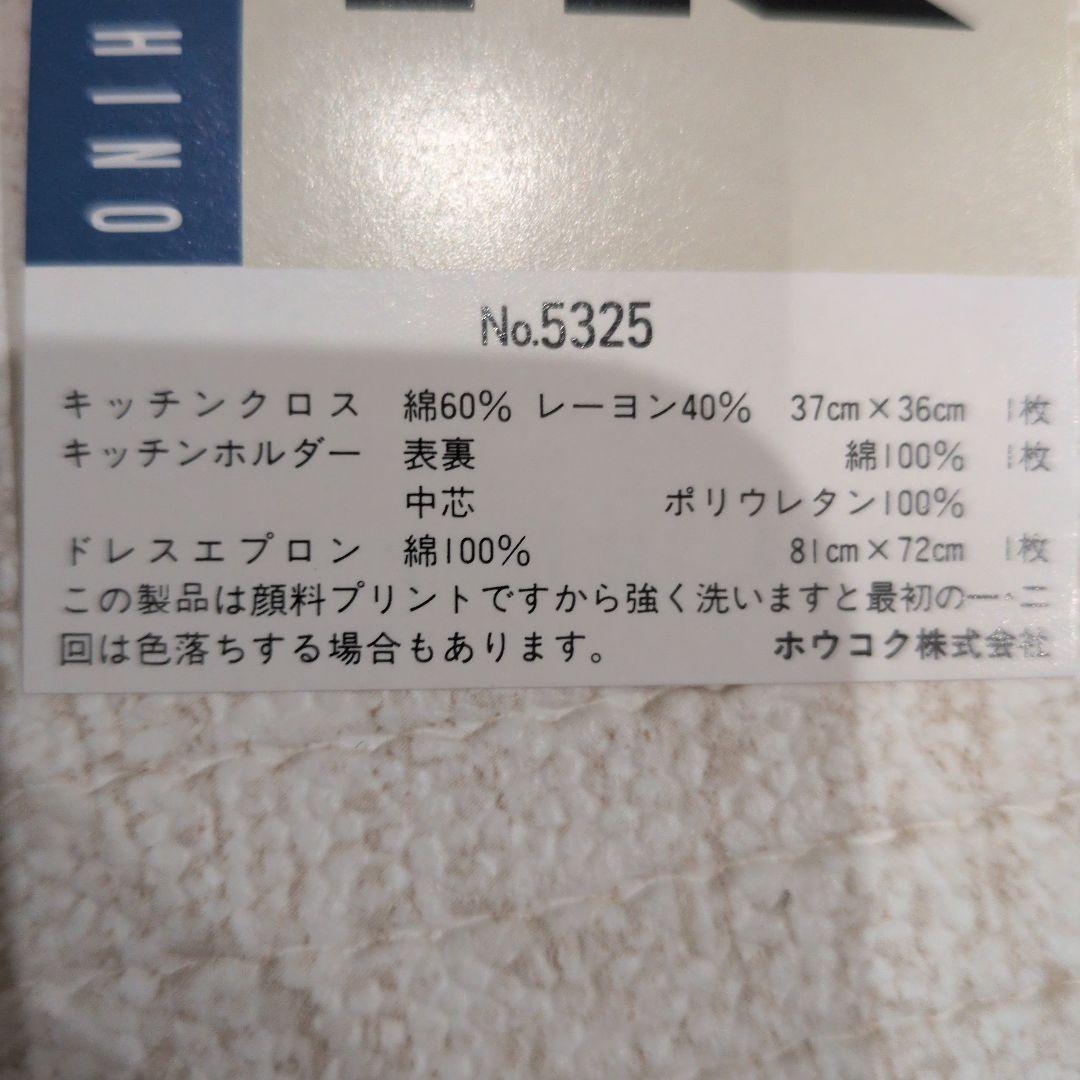 HINO
No.5325
キッチンクロス 綿60% レーヨン40% 37cm×36cm 1枚
キッチンホルダー 表裏 綿100% 1枚
中芯 ポリウレタン100%
ドレスエプロン 綿100% 81cm×72cm 1枚
この製品は顔料プリントですから強く洗いますと最初の一・二
回は色落ちする場合もあります。 ホウコク株式会社